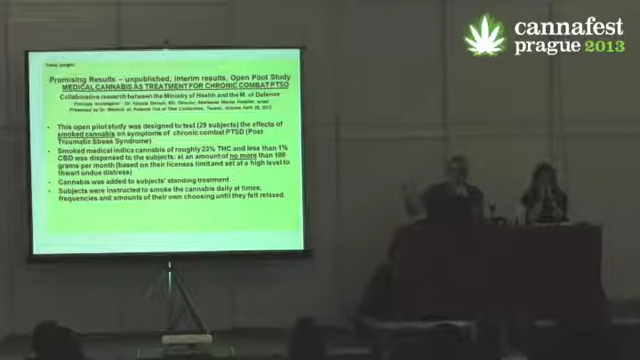 cannafest
prague 2013
Promising Results – unpublished, Interim results, Open Pilot Study
MEDICAL CANNABIS AS TREATMENT FOR CHRONIC COMBAT PTSD
Collaborative research between the Ministry of Health and the M. of Defense
• This open pilot study was designed to test (29 subjects) the effects of
smoked cannabis on symptoms of chronic combat PTSD (Post
Traumatic Stress Syndrome)
• Smoked medical indica cannabis of roughly 23% THC and less than 1%
CBD was dispensed to the subjects; at an amount of no more than 100
grams per month (based on their licenses limit and set at a high level to
thwart undue distress)
• Cannabis was added to subjects' standing treatment
• Subjects were instructed to smoke the cannabis daily at times,
frequencies and amounts of their own choosing until they felt relaxed.